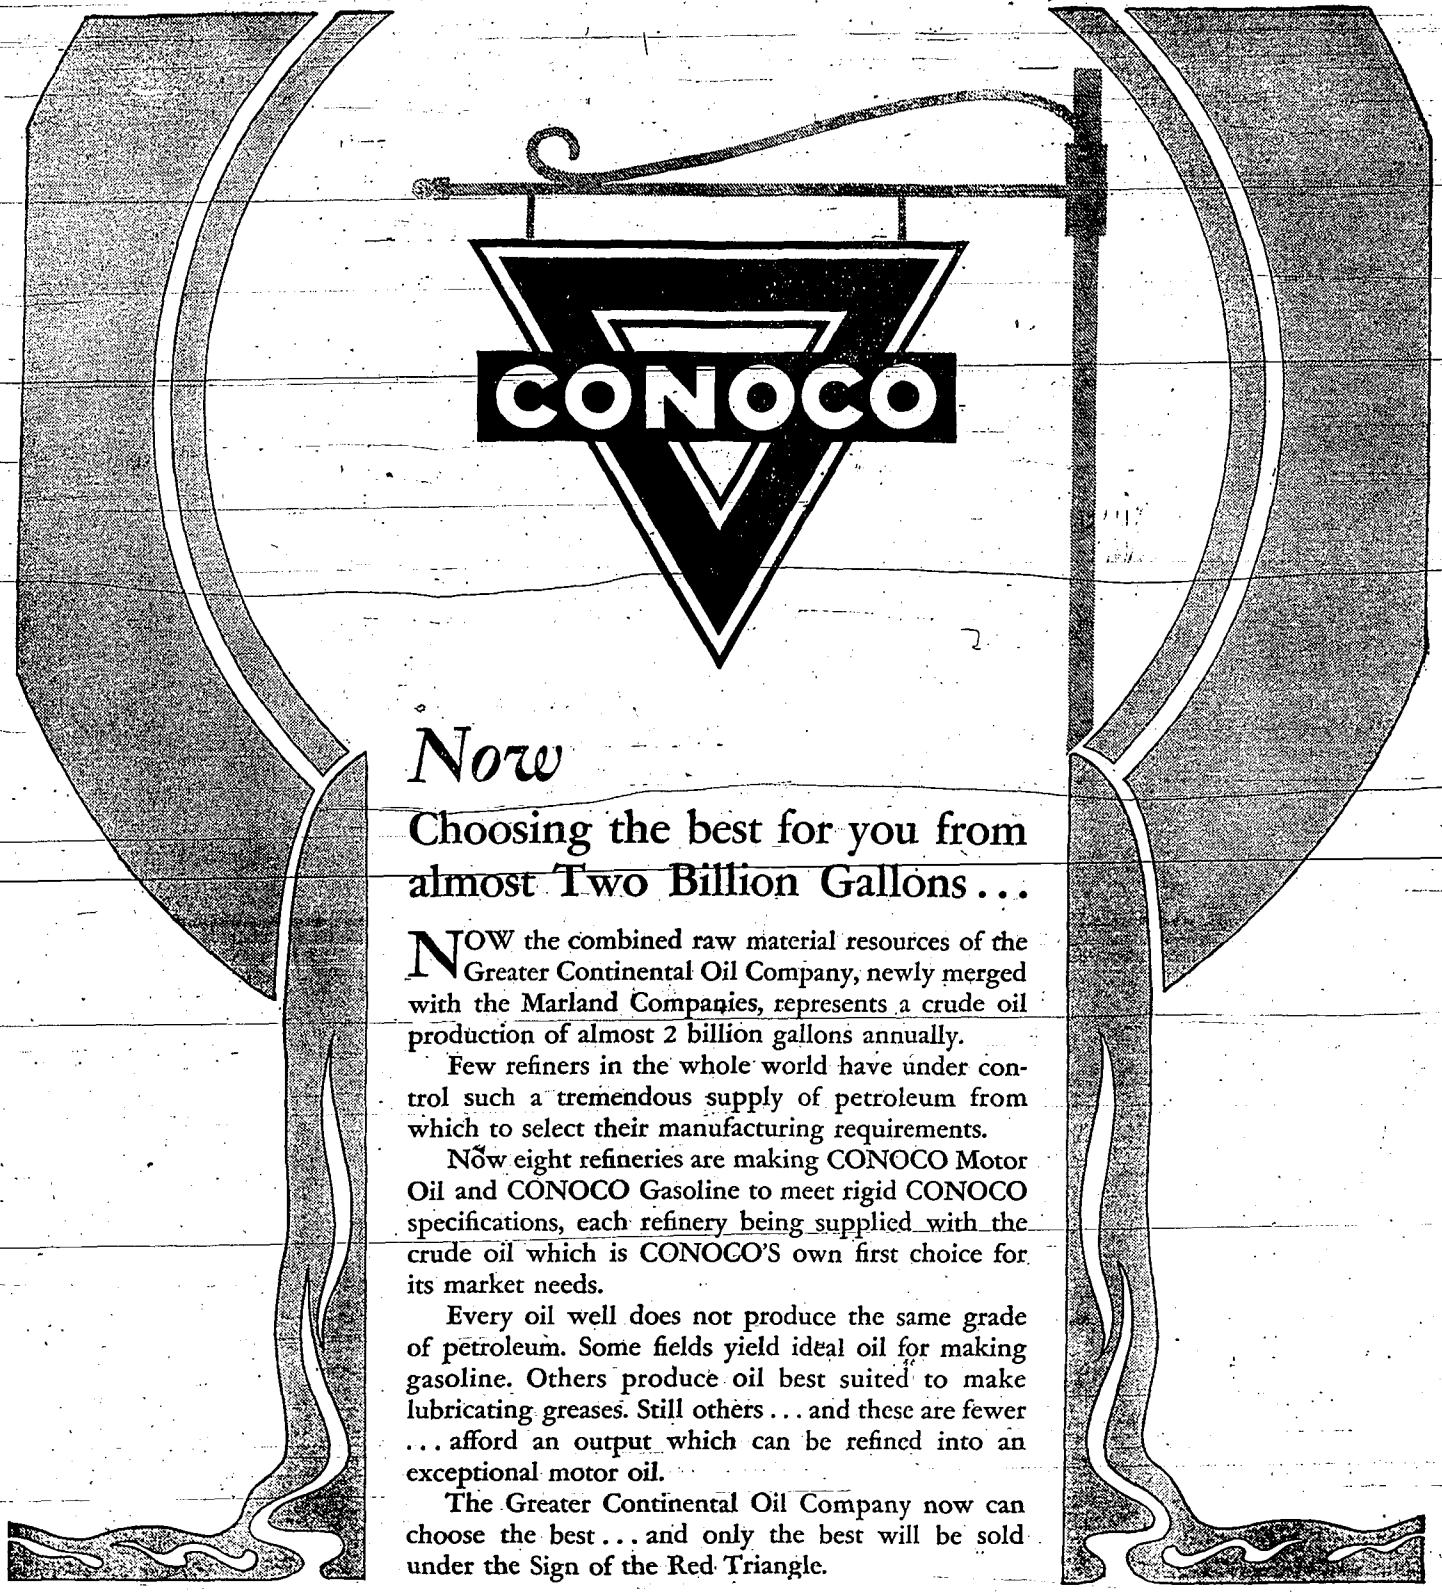 CONOCO
Now
Choosing the best for you from
almost Two Billion Gallons...
NOW the combined raw material resources of the
Greater Continental Oil Company, newly merged
with the Marland Companies, represents a crude oil
production of almost 2 billion gallons annually.
Few refiners in the whole world have under con-
trol such a tremendous supply of petroleum from
which to select their manufacturing requirements.
Now eight refineries are making CONOCO Motor
Oil and CONOCO Gasoline to meet rigid CONOCO
specifications, each refinery being supplied with the
crude oil which is CONOCO'S own first choice for
its market needs.
Every oil well does not produce the same grade
of petroleum. Some fields yield ideal oil for making
gasoline. Others produce oil best suited to make
lubricating greases. Still others... and these are fewer
... afford an output which can be refined into an
exceptional motor oil.
The Greater Continental Oil Company now can
choose the best... and only the best will be sold
under the Sign of the Red Triangle.